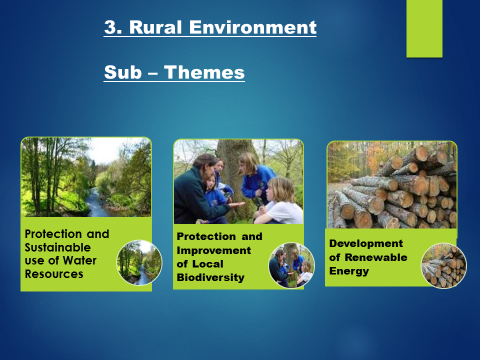 3. Rural Environment
Sub – Themes
Protection and
Sustainable
use of Water
Resources
Protection and
Improvement
of Local
Biodiversity
Development
of Renewable
Energy